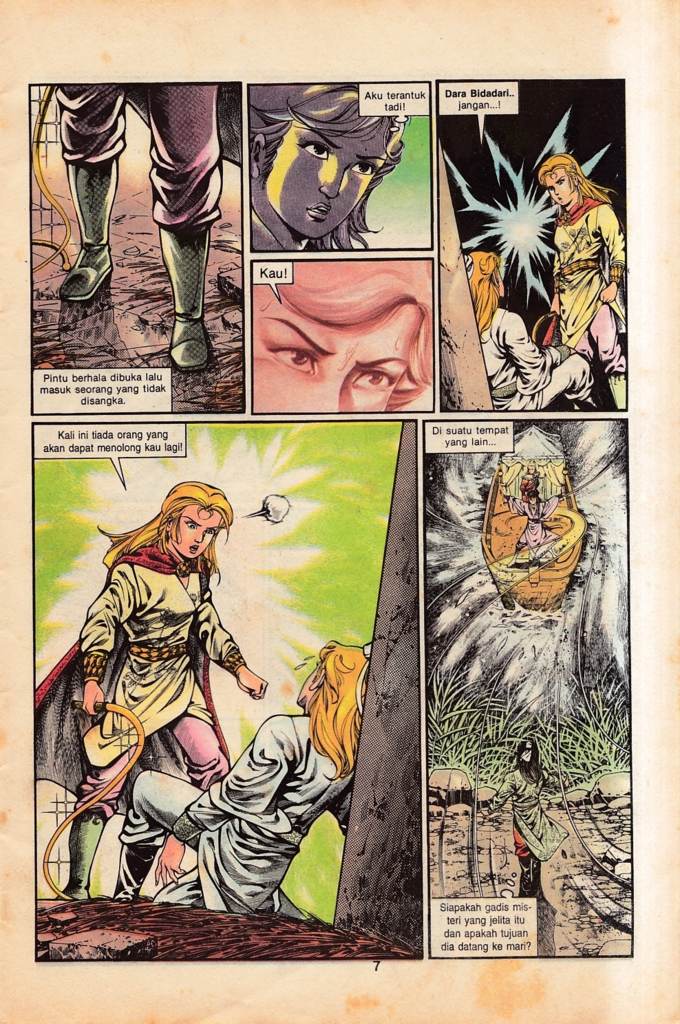 Pintu berhala dibuka lalu
masuk seorang yang tidak
disangka.
Aku terantuk
tadi!
Kau!
Dara Bidadari..
jangan...!
Kali ini tiada orang yang
akan dapat menolong kau lagi!
Di suatu tempat
yang lain...
Siapakah gadis mis-
teri yang jelita itu
dan apakah tujuan
dia datang ke mari?
7